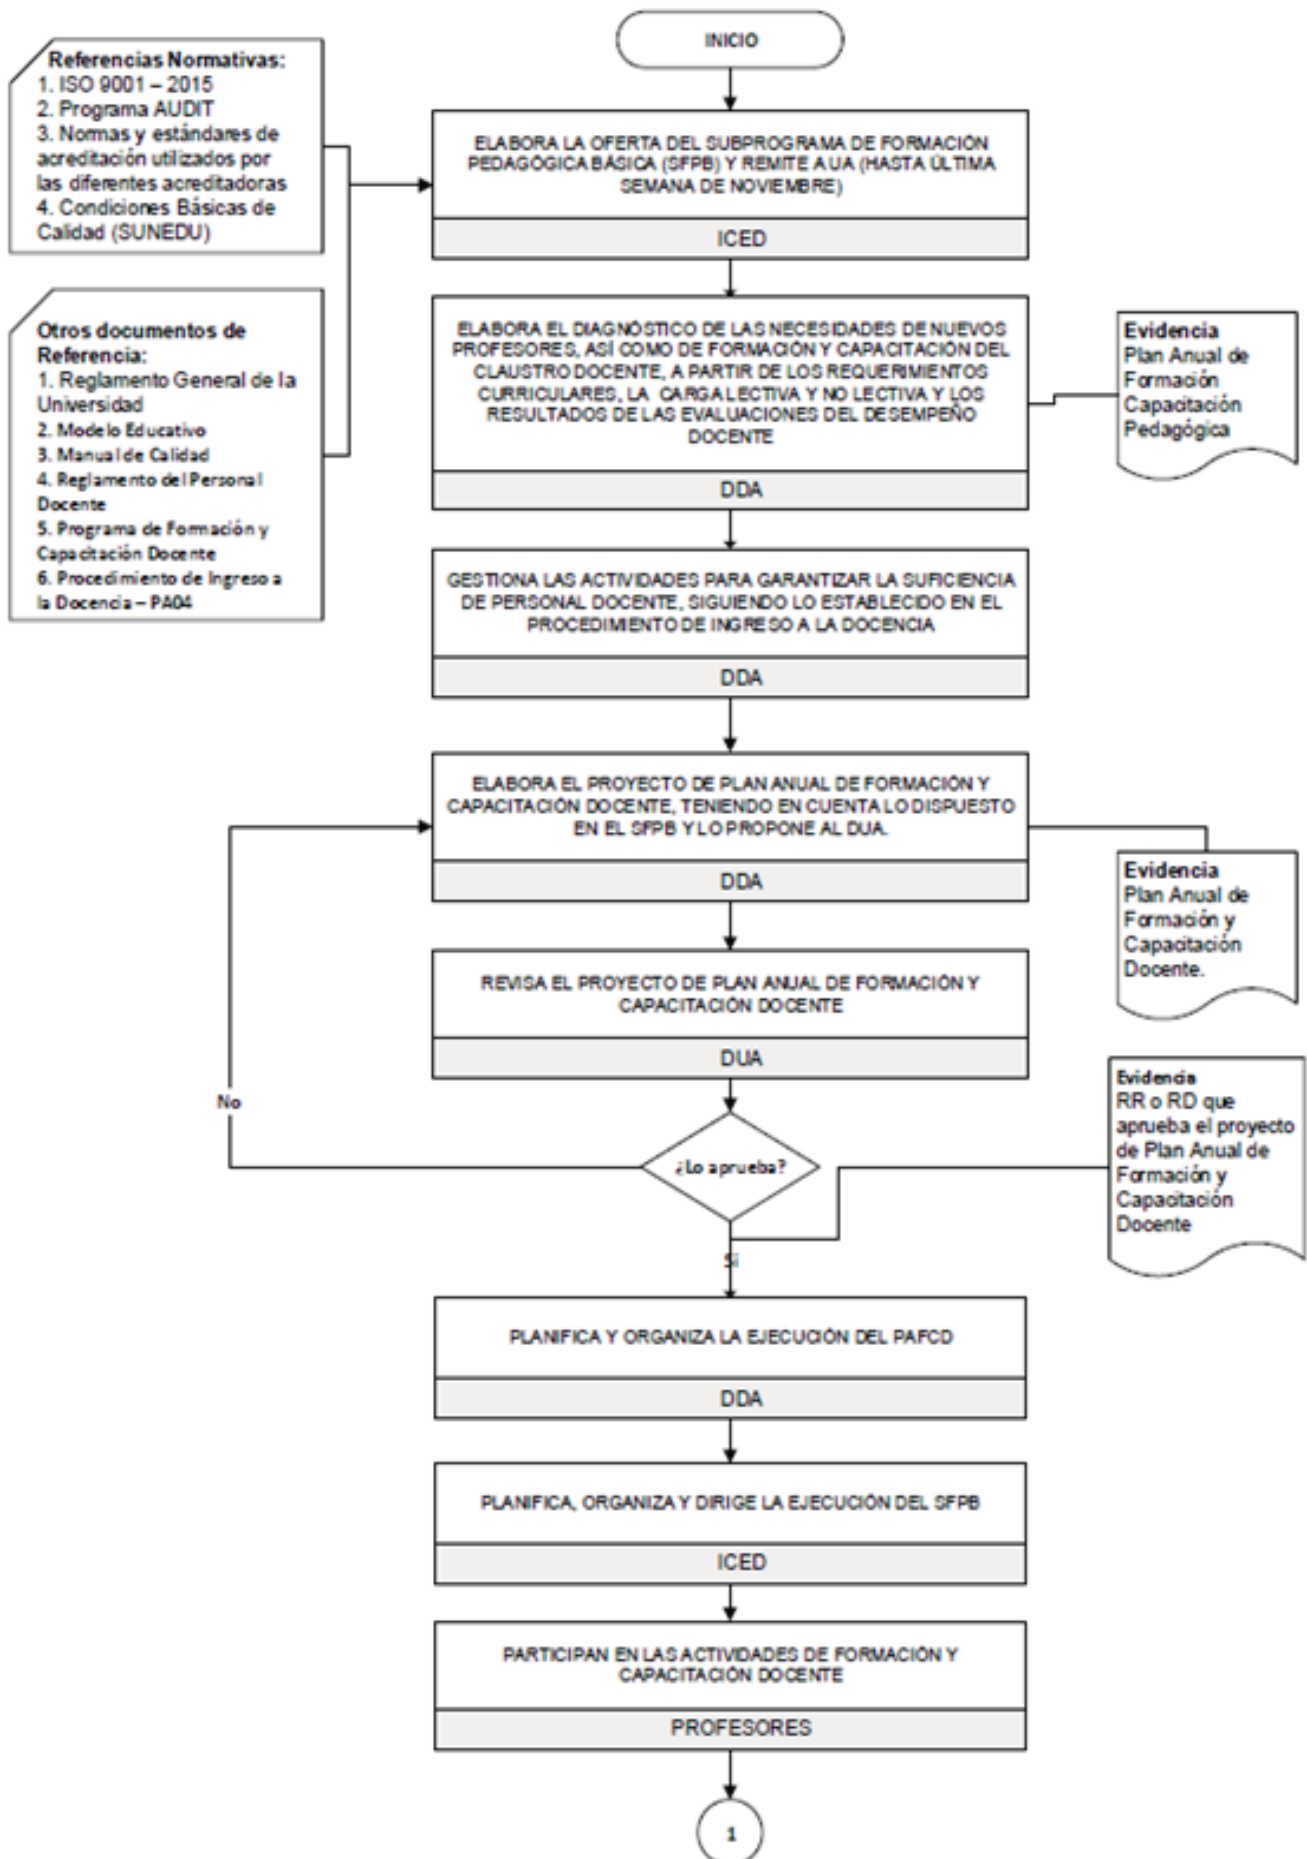 INICIO
Referencias Normativas:
1. ISO 9001 – 2015
2. Programa AUDIT
3. Normas y estándares de
acreditación utilizados por
las diferentes acreditadoras
4. Condiciones Básicas de
Calidad (SUNEDU)
Otros documentos de
Referencia:
1. Reglamento General de la
Universidad
2. Modelo Educativo
3. Manual de Calidad
4. Reglamento del Personal
Docente
5. Programa de Formación y
Capacitación Docente
6. Procedimiento de Ingreso a
la Docencia – PA04
ELABORA LA OFERTA DEL SUBPROGRAMA DE FORMACIÓN
PEDAGÓGICA BÁSICA (SFPB) Y REMITE A UA (HASTA ÚLTIMA
SEMANA DE NOVIEMBRE)
ICED
ELABORA EL DIAGNÓSTICO DE LAS NECESIDADES DE NUEVOS
PROFESORES, ASÍ COMO DE FORMACIÓN Y CAPACITACIÓN DEL
CLAUSTRO DOCENTE, A PARTIR DE LOS REQUERIMIENTOS
CURRICULARES, LA CARGA LECTIVA Y NO LECTIVA Y LOS
RESULTADOS DE LAS EVALUACIONES DEL DESEMPEÑO
DOCENTE
DDA
Evidencia
Plan Anual de
Formación
Capacitación
Pedagógica
GESTIONA LAS ACTIVIDADES PARA GARANTIZAR LA SUFICIENCIA
DE PERSONAL DOCENTE, SIGUIENDO LO ESTABLECIDO EN EL
PROCEDIMIENTO DE INGRESO A LA DOCENCIA
DDA
ELABORA EL PROYECTO DE PLAN ANUAL DE FORMACIÓN Y
CAPACITACIÓN DOCENTE, TENIENDO EN CUENTA LO DISPUESTO
EN EL SFPB Y LO PROPONE AL DUA.
DDA
Evidencia
Plan Anual de
Formación y
Capacitación
Docente.
REVISA EL PROYECTO DE PLAN ANUAL DE FORMACIÓN Y
CAPACITACIÓN DOCENTE
DUA
No
¿Lo aprueba?
Evidencia
RR o RD que
aprueba el proyecto
de Plan Anual de
Formación y
Capacitación
Docente
Si
PLANIFICA Y ORGANIZA LA EJECUCIÓN DEL PAFCD
DDA
PLANIFICA, ORGANIZA Y DIRIGE LA EJECUCIÓN DEL SFPB
ICED
PARTICIPAN EN LAS ACTIVIDADES DE FORMACIÓN Y
CAPACITACIÓN DOCENTE
PROFESORES
1